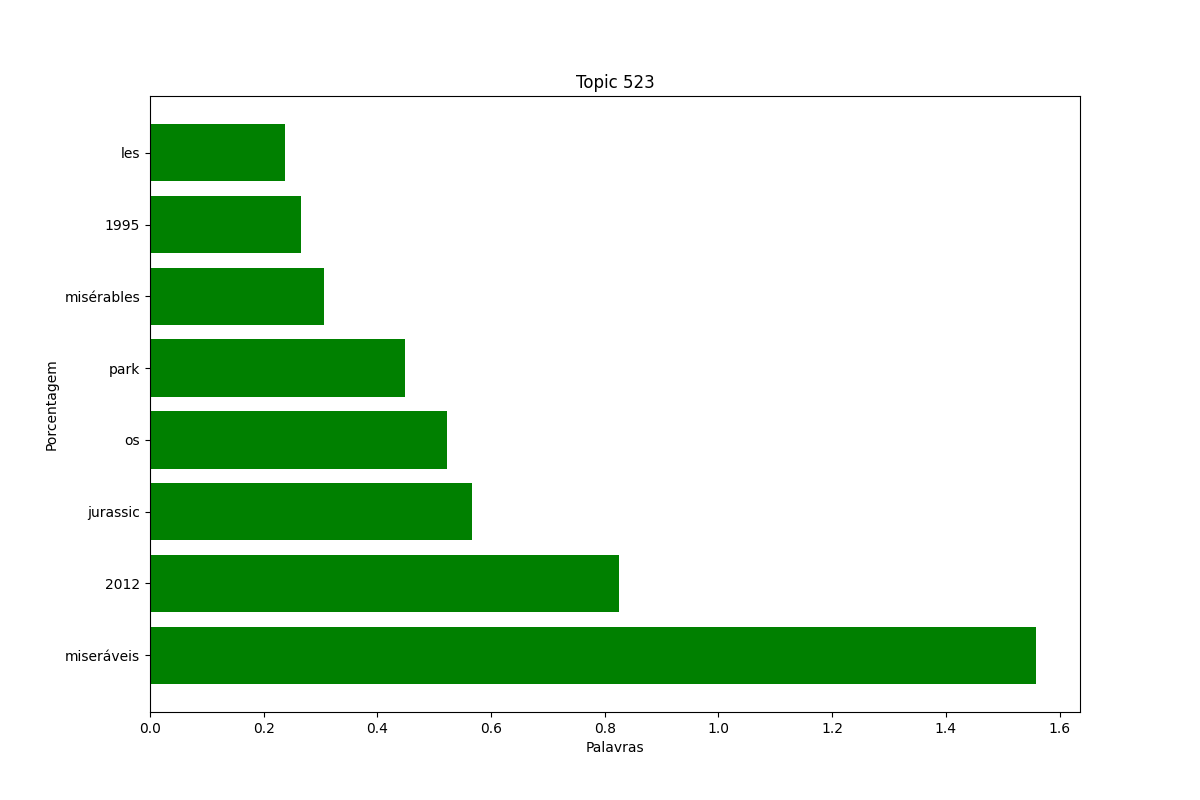 Topic 523
les
1995
misérables
park
os
jurassic
2012
miseráveis
Porcentagem
0.0 0.2 0.4 0.6 0.8 1.0 1.2 1.4 1.6
Palavras